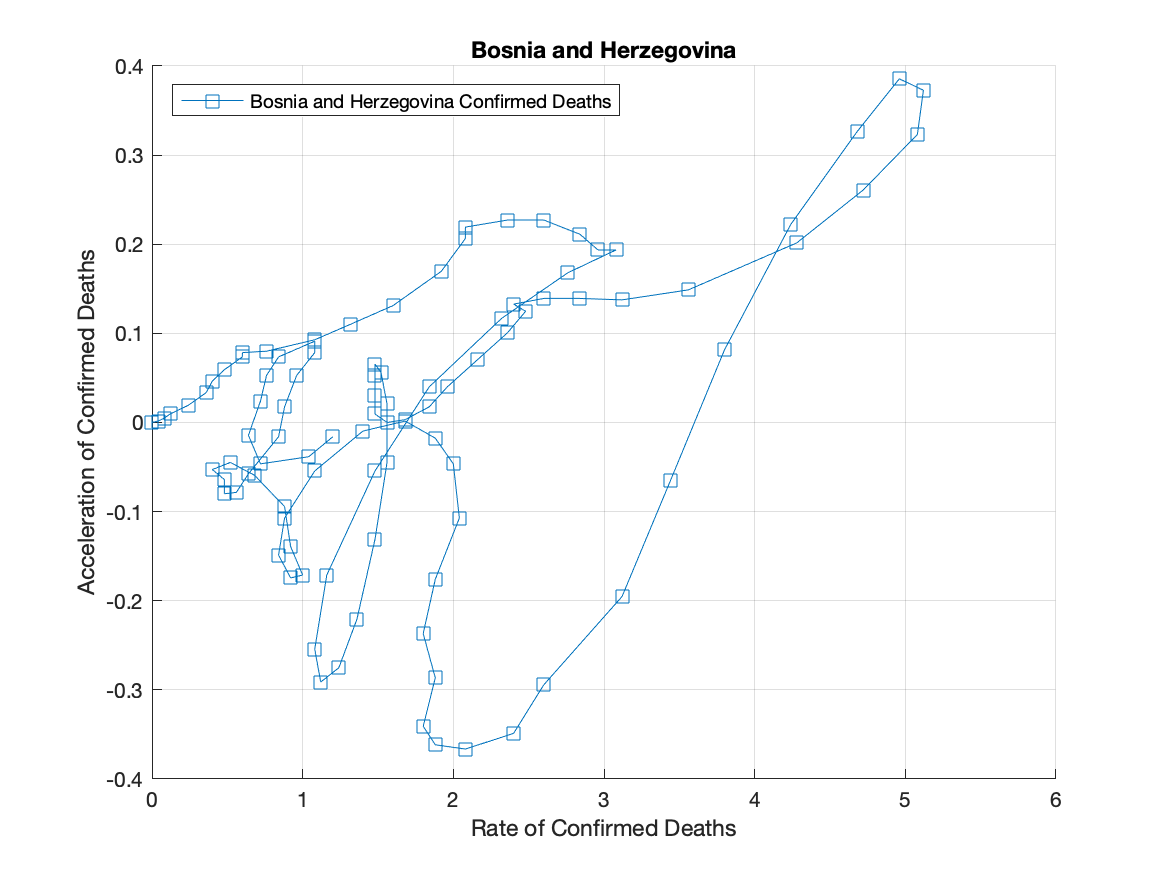 Bosnia and Herzegovina
Bosnia and Herzegovina Confirmed Deaths
Acceleration of Confirmed Deaths
0.4
0.3
0.2
0.1
0
-0.1
-0.2
-0.3
-0.4
0 1 2 3 4 5 6
Rate of Confirmed Deaths